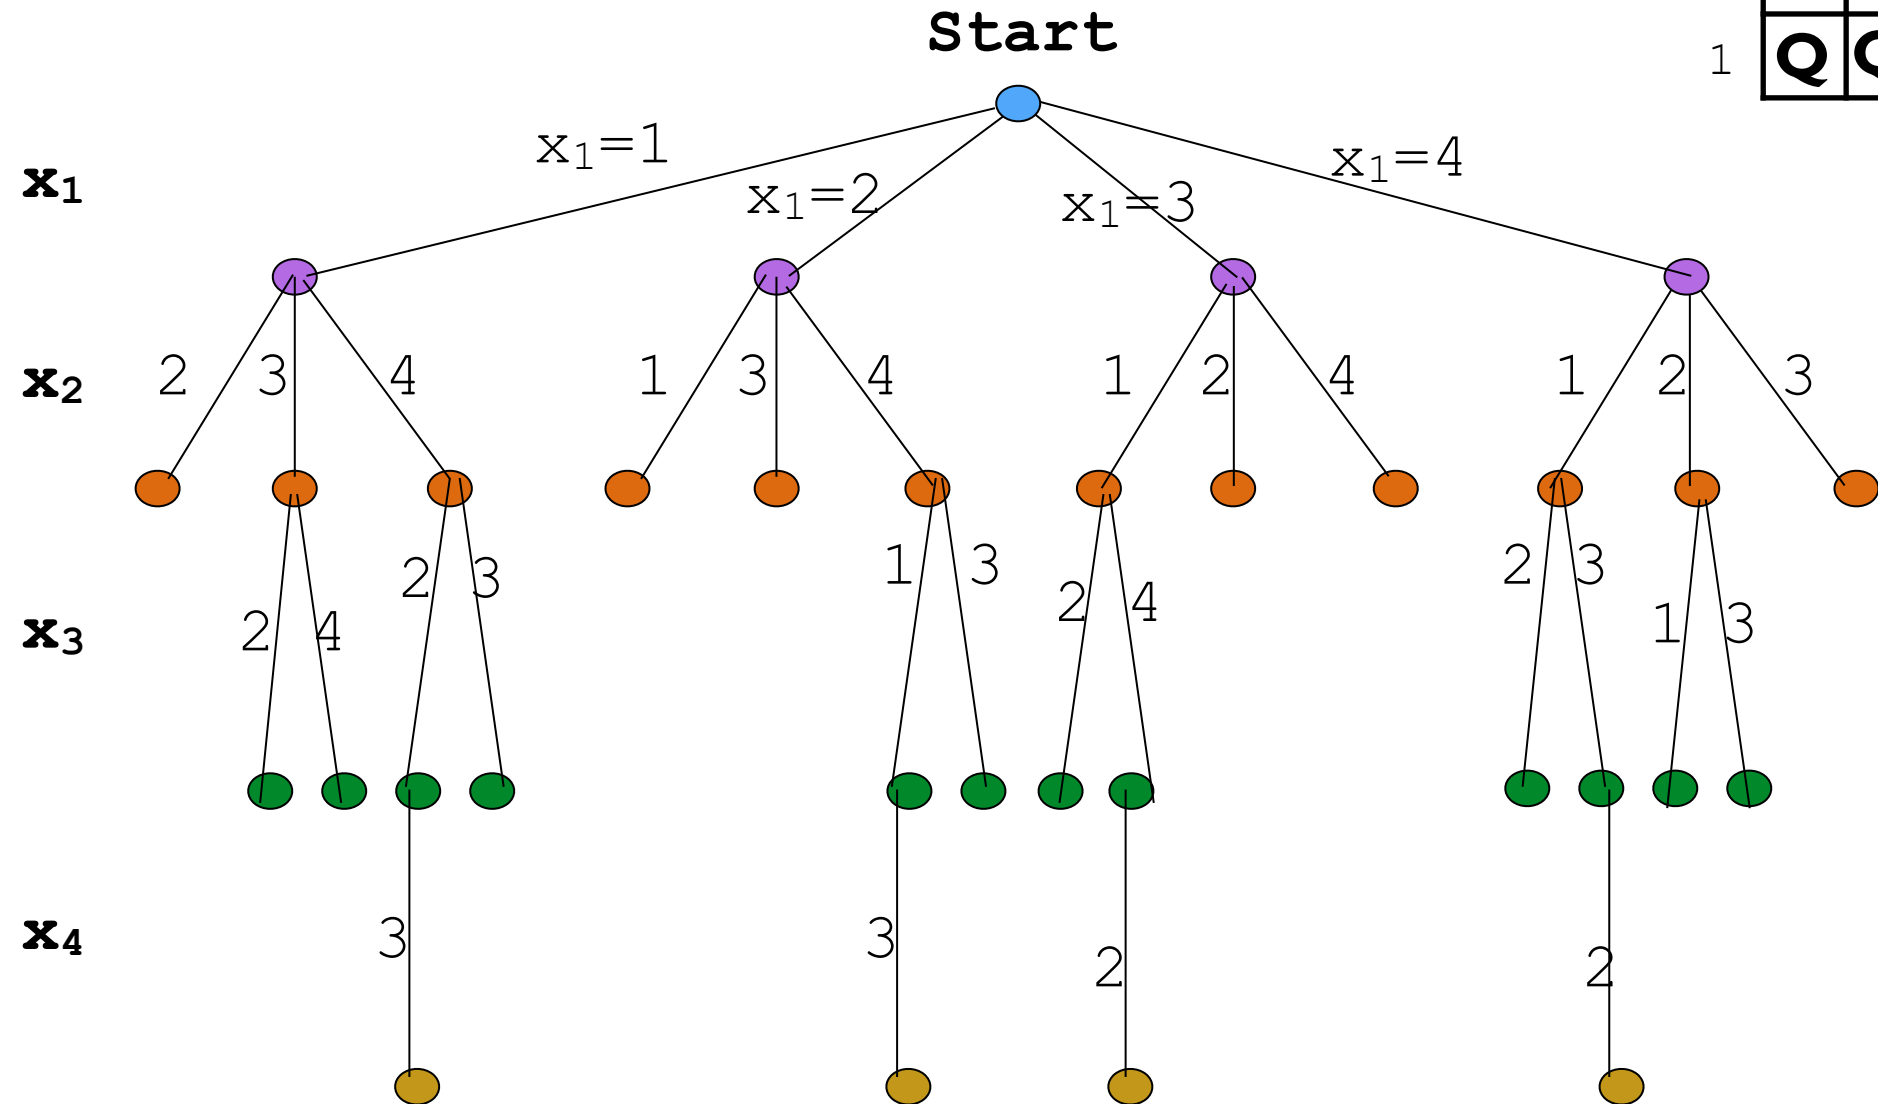 Start
1 Q
x1=1 x1=2 x1=3 x1=4
x1
x2 2 3 4 1 3 4 1 2 4 1 2 3
x3 2 4 2 3 1 3 2 4 2 3 1 3
x4 3 3 2 2